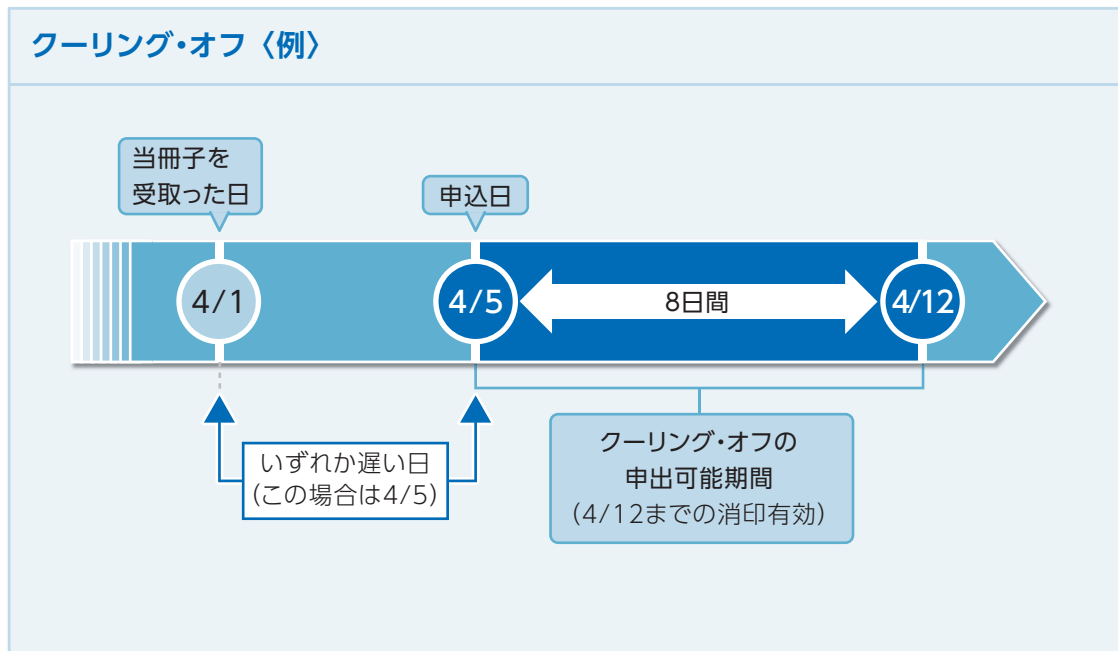 クーリング・オフ〈例〉
当冊子を
受取った日
申込日
4/1
4/5
8日間
4/12
いずれか遅い日
(この場合は4/5)
クーリング・オフの
申出可能期間
(4/12までの消印有効)